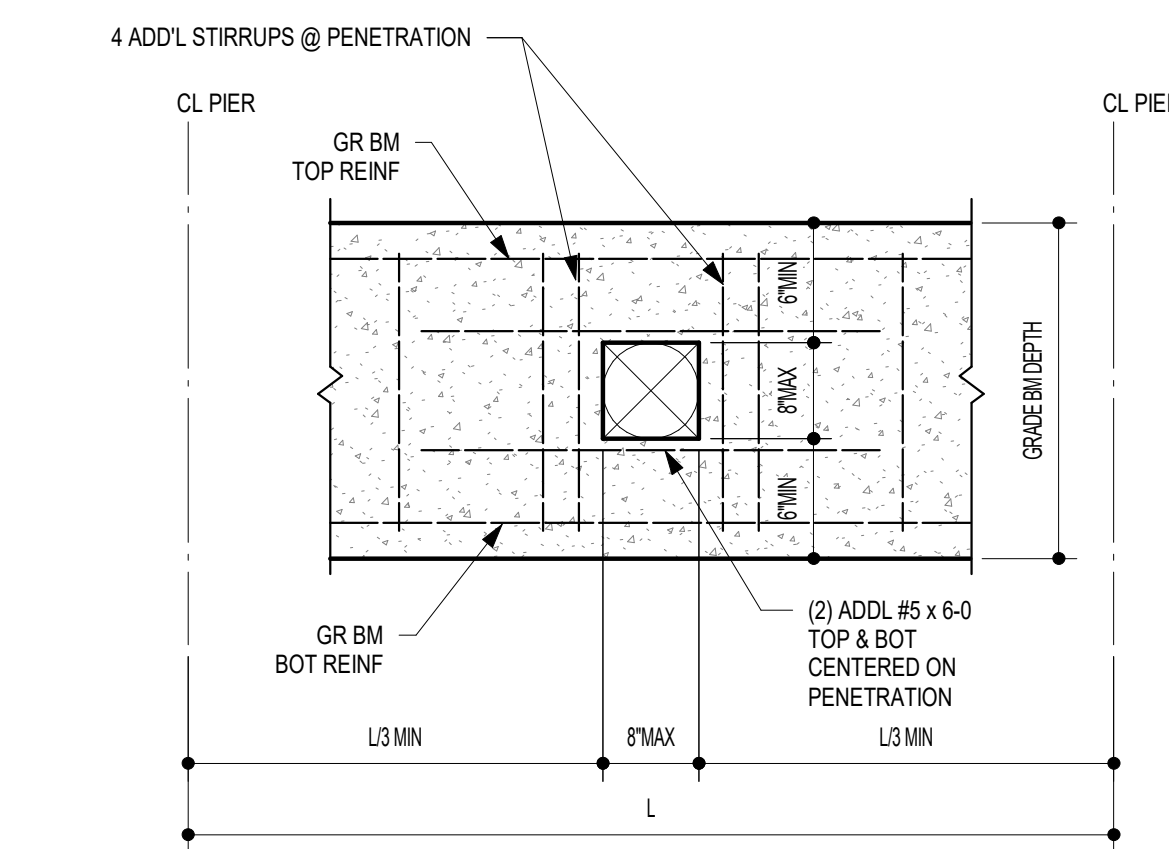 4 ADD'L STIRRUPS @ PENETRATION
CL PIER
CL PIER
GR BM
TOP REINF
6"MIN
8"MAX
6"MIN
GRADE BM DEPTH
GR BM
BOT REINF
(2) ADDL #5 x 6-0
TOP & BOT
CENTERED ON
PENETRATION
L/3 MIN
8"MAX
L/3 MIN
L